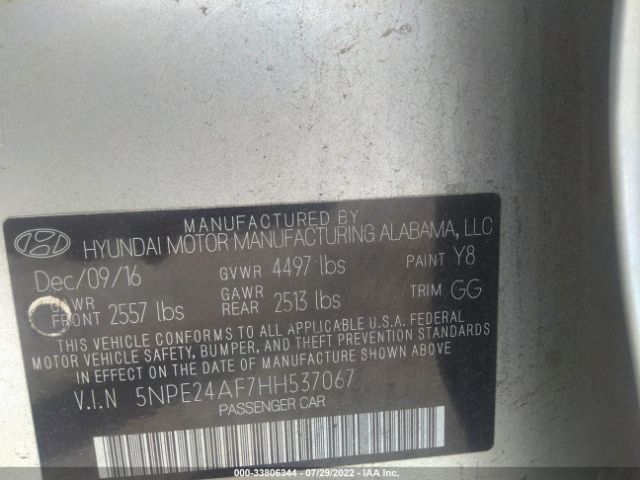 MANUFACTURED BY
HYUNDAI MOTOR MANUFACTURING ALABAMA, LLC
Dec/09/16 GVWR 4497 lbs PAINT Y8
GAWR FRONT 2557 lbs GAWR REAR 2513 lbs TRIM GG
THIS VEHICLE CONFORMS TO ALL APPLICABLE U.S.A. FEDERAL
MOTOR VEHICLE SAFETY, BUMPER, AND THEFT PREVENTION STANDARDS
IN EFFECT ON THE DATE OF MANUFACTURE SHOWN ABOVE.
V.I.N 5NPE24AF7HH537067
PASSENGER CAR
000-33806344 - 07/29/2022 - IAA Inc.